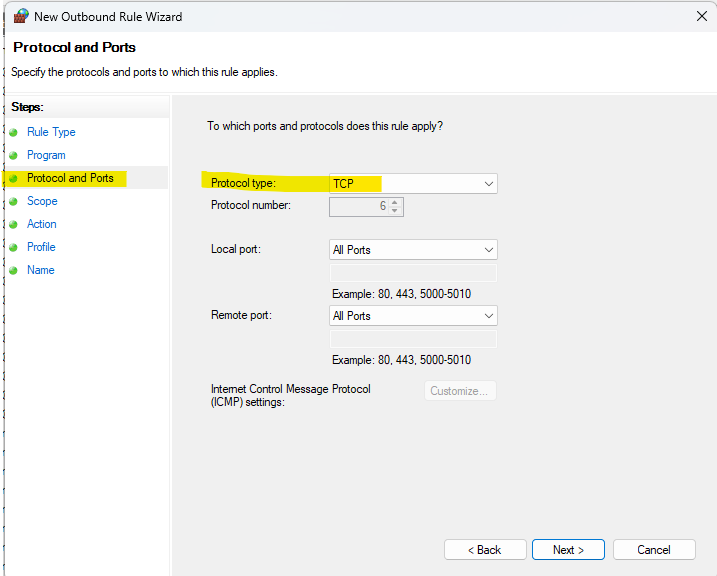 New Outbound Rule Wizard
Protocol and Ports
Specify the protocols and ports to which this rule applies.
Steps:
Rule Type
Program
Protocol and Ports
Scope
Action
Profile
Name
To which ports and protocols does this rule apply?
Protocol type: TCP
Protocol number: 6
Local port: All Ports
Example: 80, 443, 5000-5010
Remote port: All Ports
Example: 80, 443, 5000-5010
Internet Control Message Protocol Customize...
(ICMP) settings:
< Back Next > Cancel